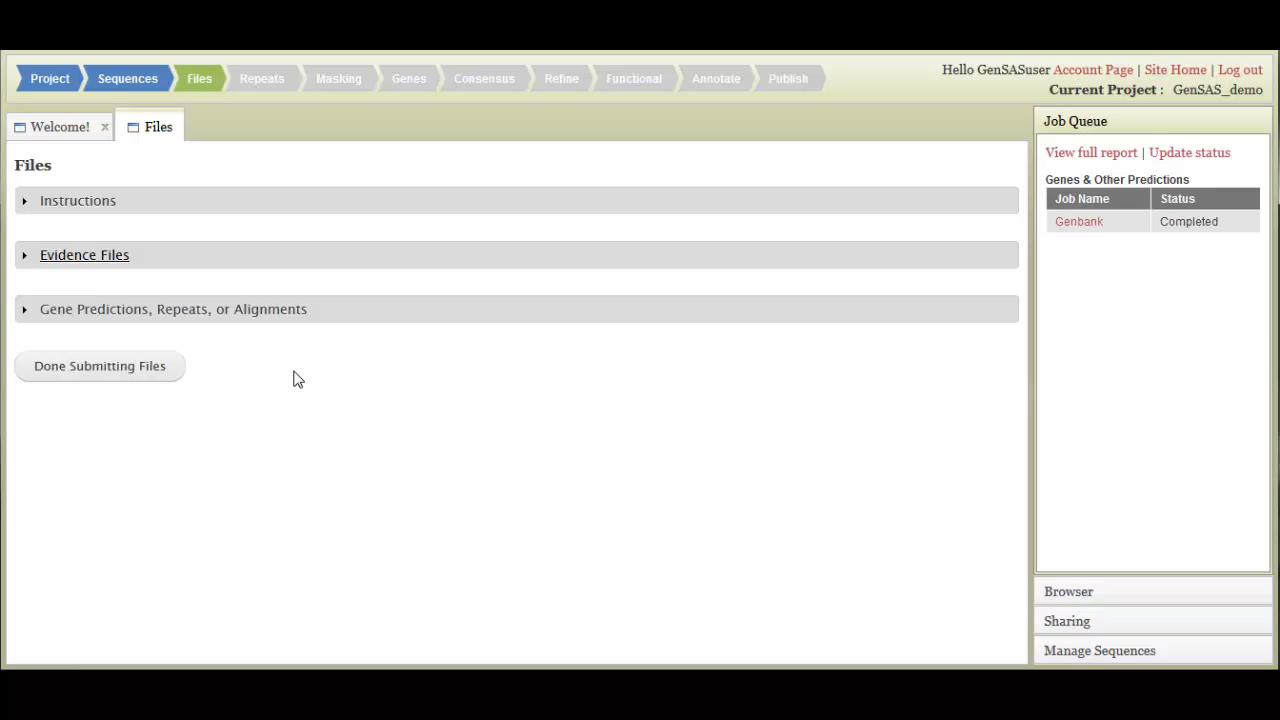 Project Sequences Files Repeats Masking Genes Consensus Refine Functional Annotate Publish
Hello GenSASuser Account Page | Site Home | Log out
Current Project : GenSAS_demo
Welcome! x Files
Files
Instructions
Evidence Files
Gene Predictions, Repeats, or Alignments
Done Submitting Files
Job Queue
View full report | Update status
Genes & Other Predictions
Job Name Status
Genbank Completed
Browser
Sharing
Manage Sequences